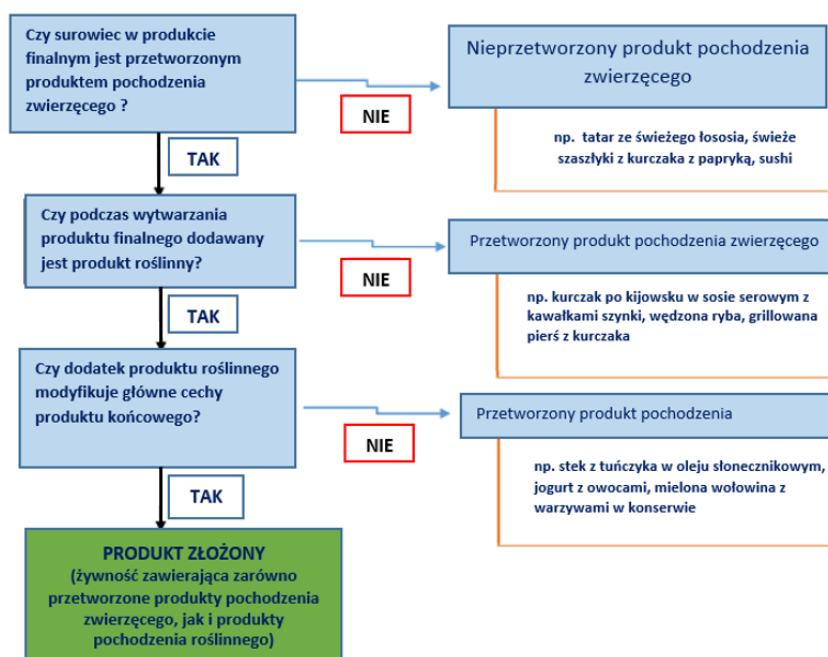 Czy surowiec w produkcie
finalnym jest przetworzonym
produktem pochodzenia
zwierzęcego ?
NIE
Nieprzetworzony produkt pochodzenia
zwierzęcego
np. tatar ze świeżego łososia, świeże
szaszłyki z kurczaka z papryką, sushi
TAK
Czy podczas wytwarzania
produktu finalnego dodawany
jest produkt roślinny?
NIE
Przetworzony produkt pochodzenia zwierzęcego
np. kurczak po kijowsku w sosie serowym z
kawałkami szynki, wędzona ryba, grillowana
pierś z kurczaka
TAK
Czy dodatek produktu roślinnego
modyfikuje główne cechy
produktu końcowego?
NIE
Przetworzony produkt pochodzenia
np. stek z tuńczyka w oleju słonecznikowym,
jogurt z owocami, mielona wołowina z
warzywami w konserwie
TAK
PRODUKT ZŁOŻONY
(żywność zawierająca zarówno
przetworzone produkty pochodzenia
zwierzęcego, jak i produkty
pochodzenia roślinnego)